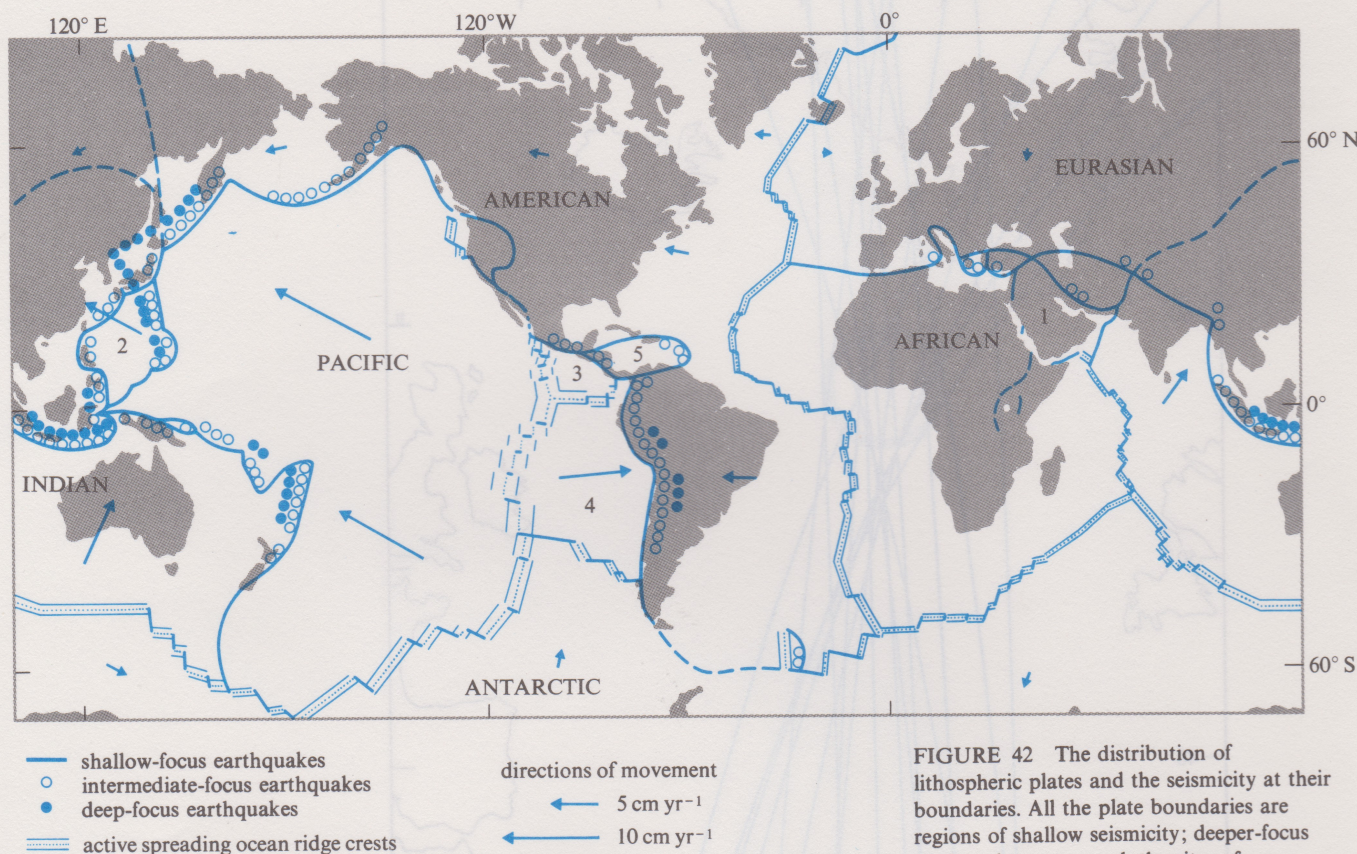 120° E
120°W
0°
60° N
EURASIAN
AMERICAN
AFRICAN
1
2
PACIFIC
5
3
0°
INDIAN
4
60° S
ANTARCTIC
shallow-focus earthquakes
intermediate-focus earthquakes
deep-focus earthquakes
active spreading ocean ridge crests
directions of movement
5 cm yr⁻¹
10 cm yr⁻¹
FIGURE 42 The distribution of
lithospheric plates and the seismicity at their
boundaries. All the plate boundaries are
regions of shallow seismicity; deeper-focus